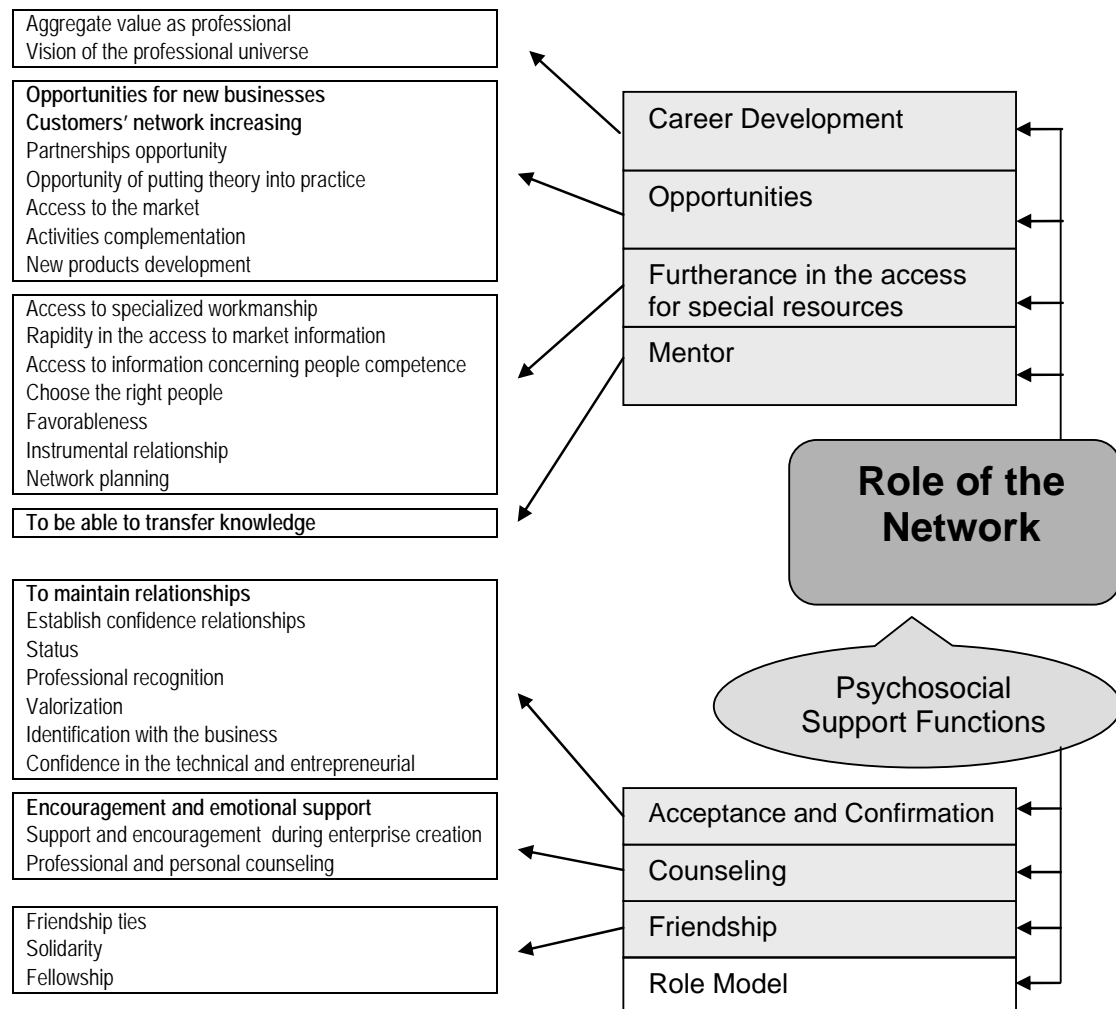 Aggregate value as professional
Vision of the professional universe
Opportunities for new businesses
Customers' network increasing
Partnerships opportunity
Opportunity of putting theory into practice
Access to the market
Activities complementation
New products development
Access to specialized workmanship
Rapidity in the access to market information
Access to information concerning people competence
Choose the right people
Favorableness
Instrumental relationship
Network planning
To be able to transfer knowledge
To maintain relationships
Establish confidence relationships
Status
Professional recognition
Valorization
Identification with the business
Confidence in the technical and entrepreneurial
Encouragement and emotional support
Support and encouragement during enterprise creation
Professional and personal counseling
Friendship ties
Solidarity
Fellowship
Career Development
Opportunities
Furtherance in the access
for special resources
Mentor
Role of the
Network
Psychosocial
Support Functions
Acceptance and Confirmation
Counseling
Friendship
Role Model